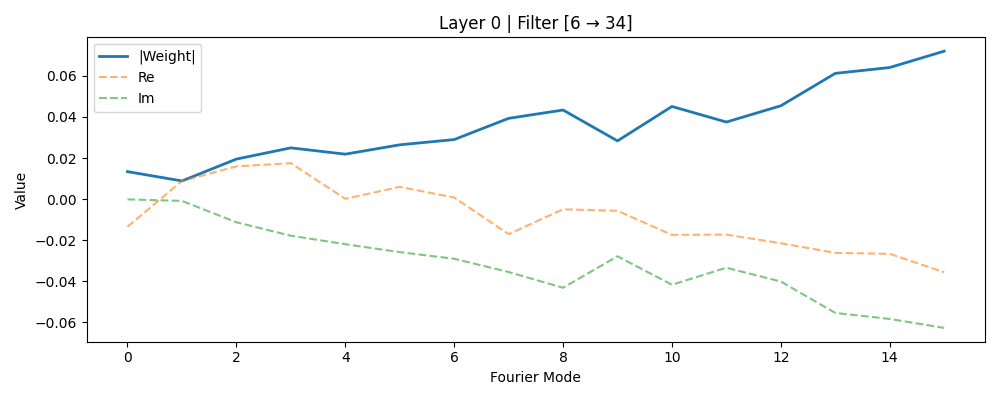 Layer 0 | Filter [6 → 34]
|Weight|
Re
Im
Value
0.06
0.04
0.02
0.00
−0.02
−0.04
−0.06
0 2 4 6 8 10 12 14
Fourier Mode